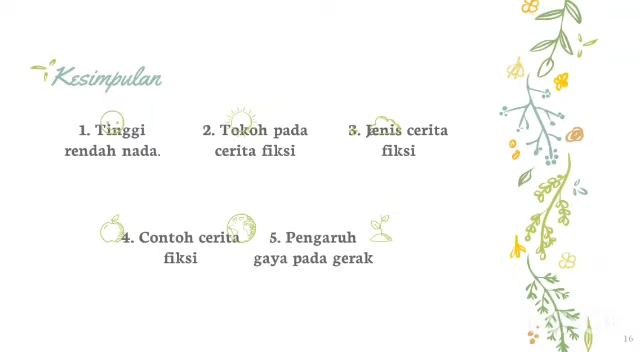 Kesimpulan
1. Tinggi
rendah nada.
2. Tokoh pada
cerita fiksi
3. Jenis cerita
fiksi
4. Contoh cerita
fiksi
5. Pengaruh
gaya pada gerak
16